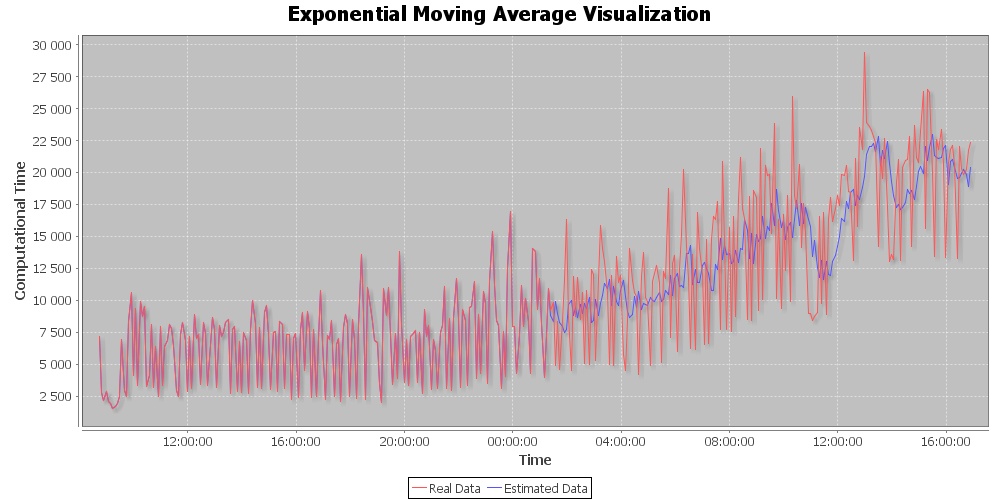 Exponential Moving Average Visualization
Computational Time
30 000
27 500
25 000
22 500
20 000
17 500
15 000
12 500
10 000
7 500
5 000
2 500
12:00:00 16:00:00 20:00:00 00:00:00 04:00:00 08:00:00 12:00:00 16:00:00
Time
Real Data Estimated Data